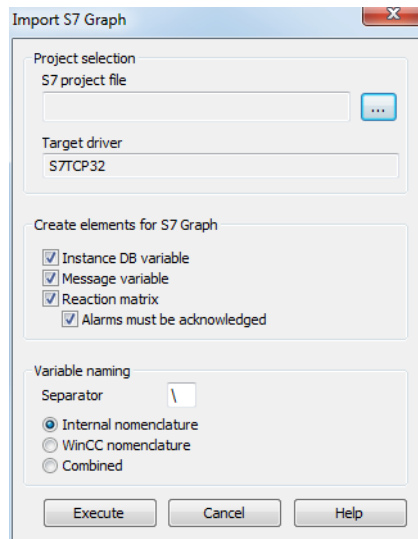 Import S7 Graph
Project selection
S7 project file
...
Target driver
S7TCP32
Create elements for S7 Graph
Instance DB variable
Message variable
Reaction matrix
Alarms must be acknowledged
Variable naming
Separator \
Internal nomenclature
WinCC nomenclature
Combined
Execute Cancel Help